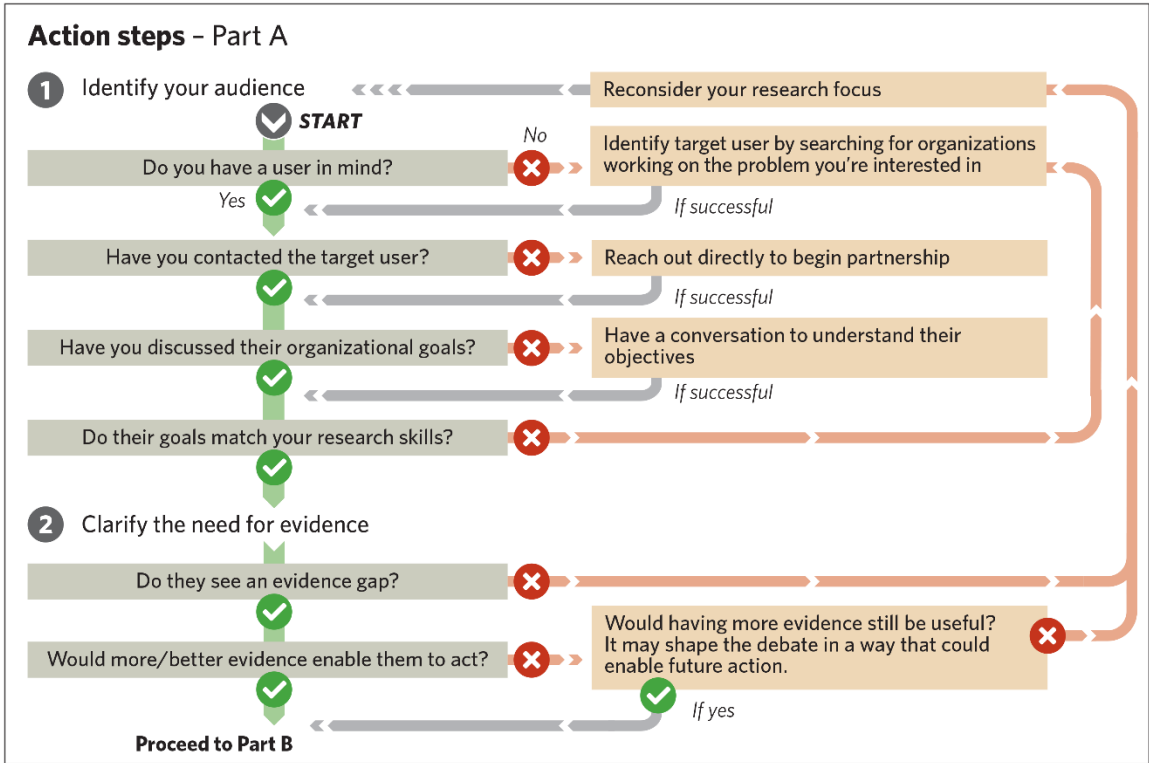 Action steps – Part A
1 Identify your audience
Reconsider your research focus
START
No
Do you have a user in mind?
Identify target user by searching for organizations
working on the problem you're interested in
Yes
If successful
Have you contacted the target user?
Reach out directly to begin partnership
If successful
Have you discussed their organizational goals?
Have a conversation to understand their
objectives
If successful
Do their goals match your research skills?
2 Clarify the need for evidence
Do they see an evidence gap?
Would more/better evidence enable them to act?
Would having more evidence still be useful?
It may shape the debate in a way that could
enable future action.
If yes
Proceed to Part B